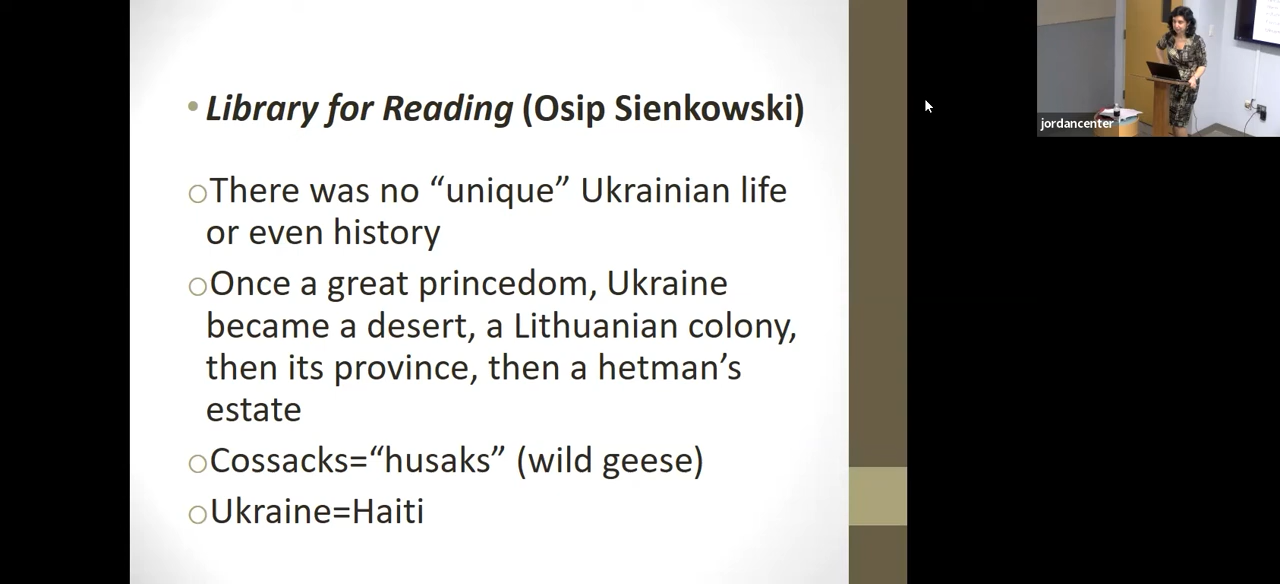 • Library for Reading (Osip Sienkowski)
○There was no “unique” Ukrainian life
or even history
○Once a great princedom, Ukraine
became a desert, a Lithuanian colony,
then its province, then a hetman’s
estate
○Cossacks=“husaks” (wild geese)
○Ukraine=Haiti
jordancenter